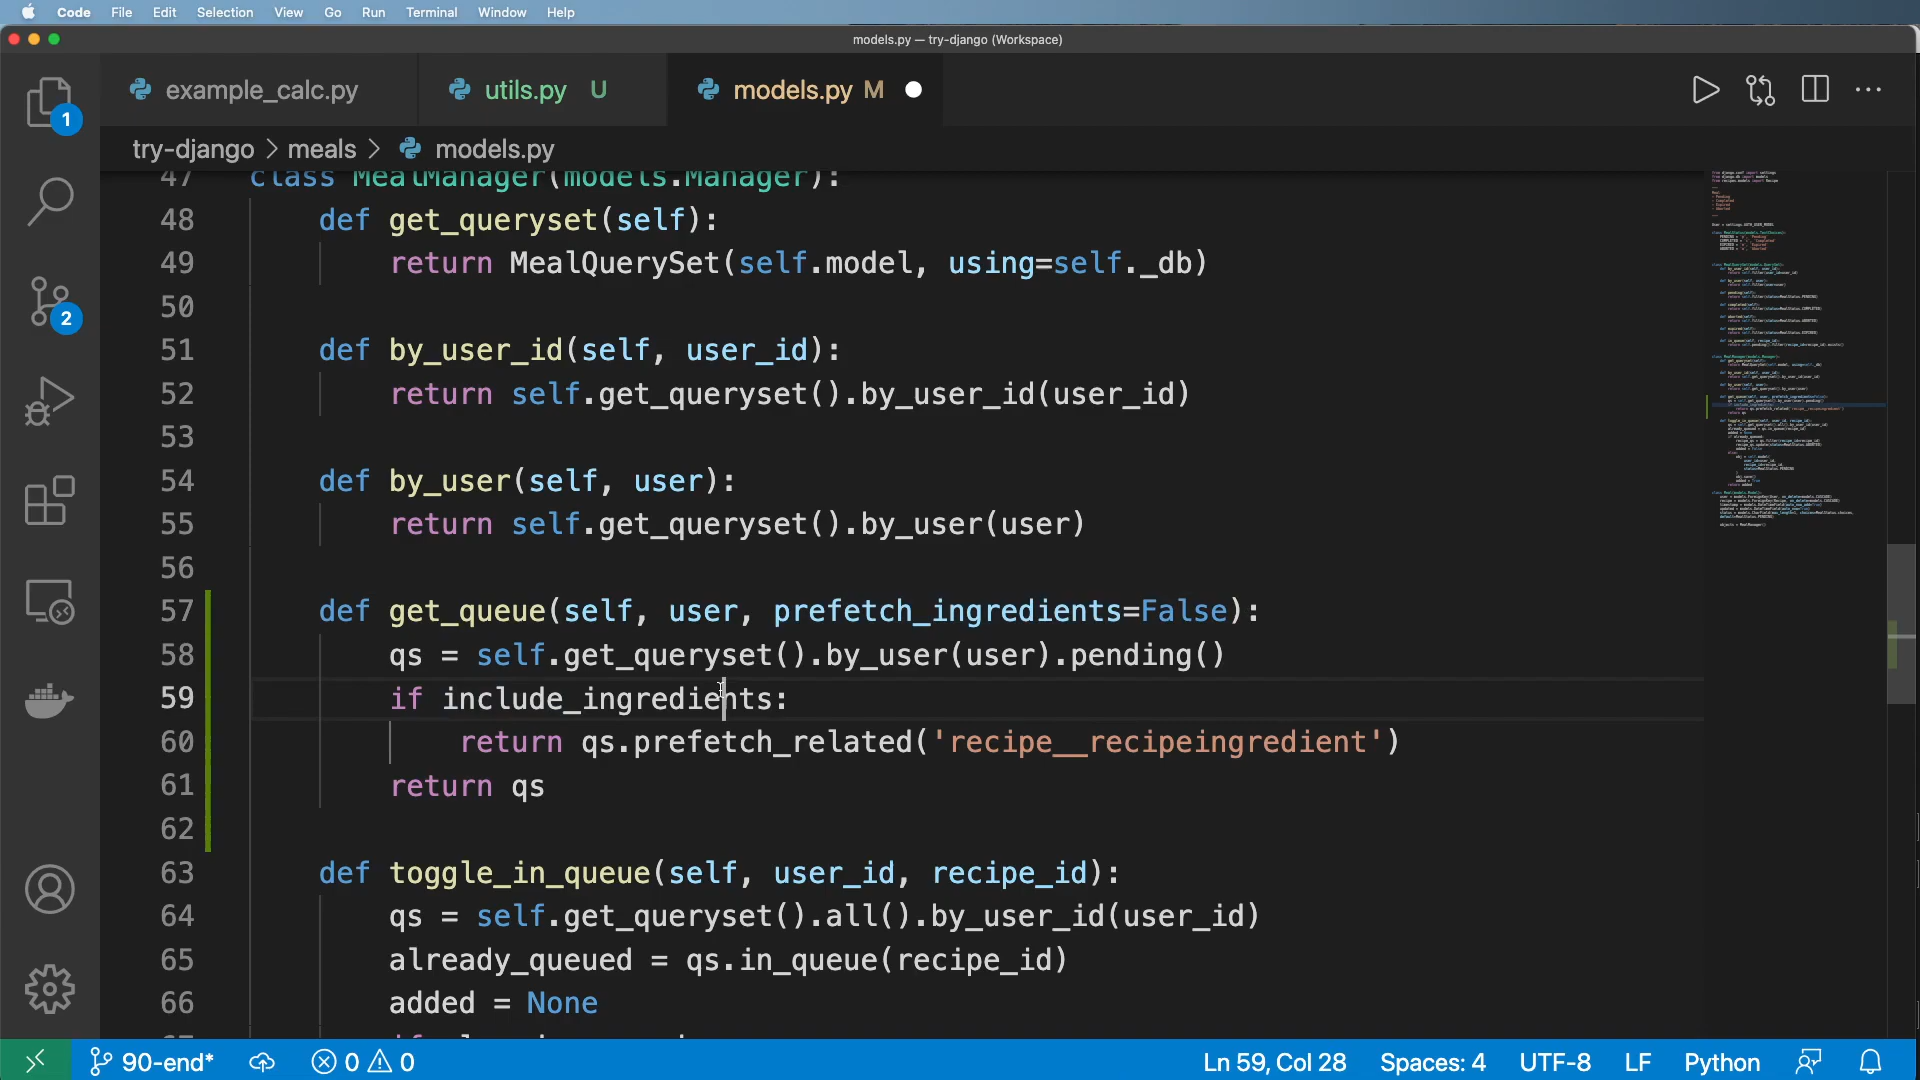 Code File Edit Selection View Go Run Terminal Window Help
models.py — try-django (Workspace)
example_calc.py
utils.py U
models.py M
try-django > meals > models.py
1
2
47 class MealManager(models.Manager):
48 def get_queryset(self):
49 return MealQuerySet(self.model, using=self._db)
50
51 def by_user_id(self, user_id):
52 return self.get_queryset().by_user_id(user_id)
53
54 def by_user(self, user):
55 return self.get_queryset().by_user(user)
56
57 def get_queue(self, user, prefetch_ingredients=False):
58 qs = self.get_queryset().by_user(user).pending()
59 if include_ingredients:
60 return qs.prefetch_related('recipe__recipeingredient')
61 return qs
62
63 def toggle_in_queue(self, user_id, recipe_id):
64 qs = self.get_queryset().all().by_user_id(user_id)
65 already_queued = qs.in_queue(recipe_id)
66 added = None
90-end* 0 0 Ln 59, Col 28 Spaces: 4 UTF-8 LF Python